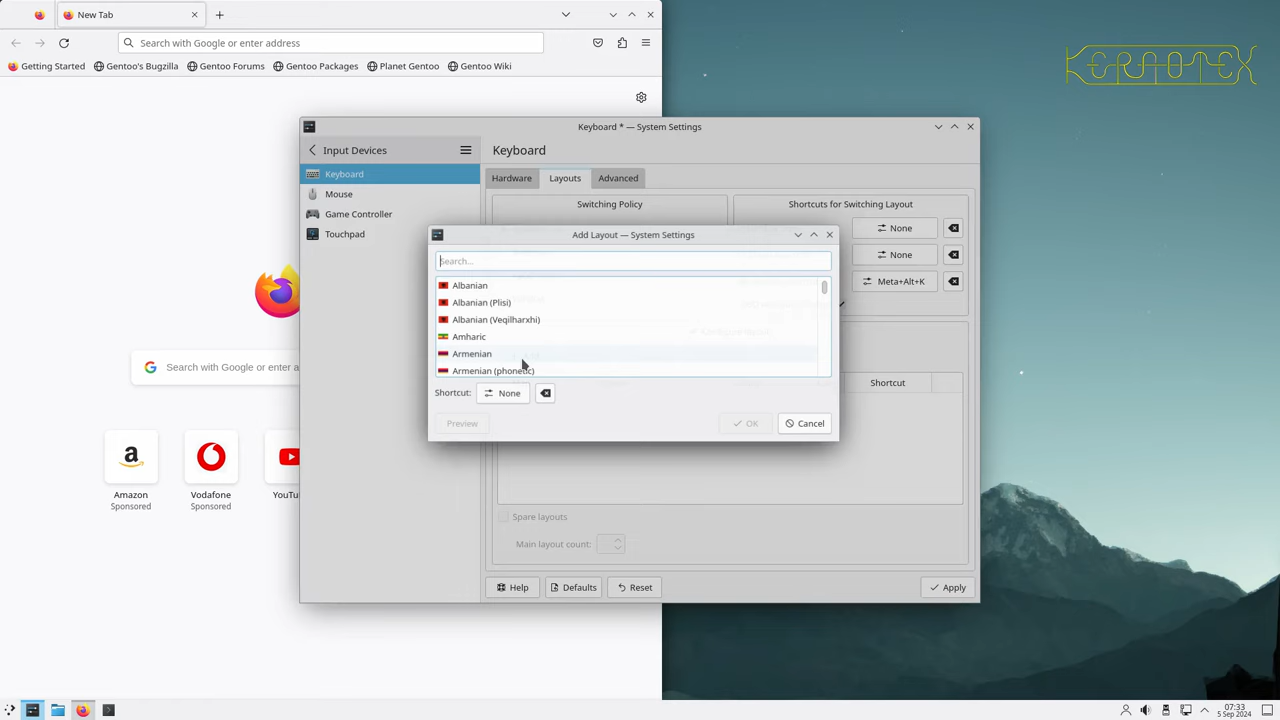 New Tab
Search with Google or enter address
Getting Started
Gentoo's Bugzilla
Gentoo Forums
Gentoo Packages
Planet Gentoo
Gentoo Wiki
KERNOTEX
Keyboard * — System Settings
Input Devices
Keyboard
Keyboard
Mouse
Game Controller
Touchpad
Hardware
Layouts
Advanced
Switching Policy
Shortcuts for Switching Layout
None
None
Meta+Alt+K
Add Layout — System Settings
Search...
Albanian
Albanian (Plisi)
Albanian (Veqilharxhi)
Amharic
Armenian
Armenian (phonetic)
Shortcut:
None
Preview
OK
Cancel
Shortcut
Spare layouts
Main layout count:
Help
Defaults
Reset
Apply
Search with Google
Amazon
Sponsored
Vodafone
Sponsored
YouTu
07:33
5 Sep 2024